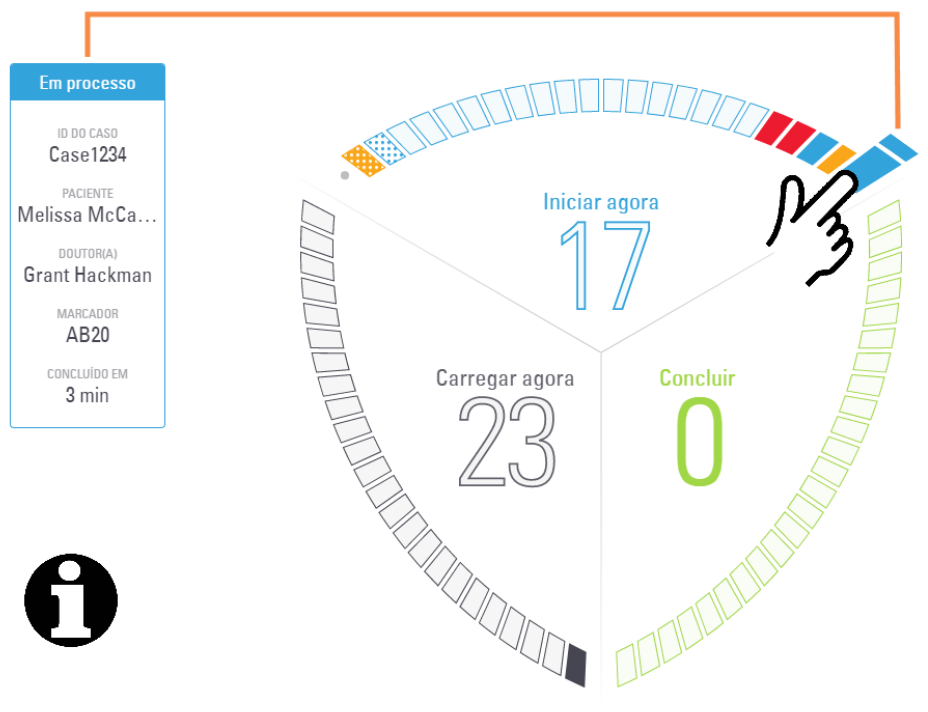 Em processo
ID DO CASO
Case1234
PACIENTE
Melissa McCa...
DOUTOR(A)
Grant Hackman
MARCADOR
AB20
CONCLUÍDO EM
3 min
Iniciar agora
17
Carregar agora
23
Concluir
0